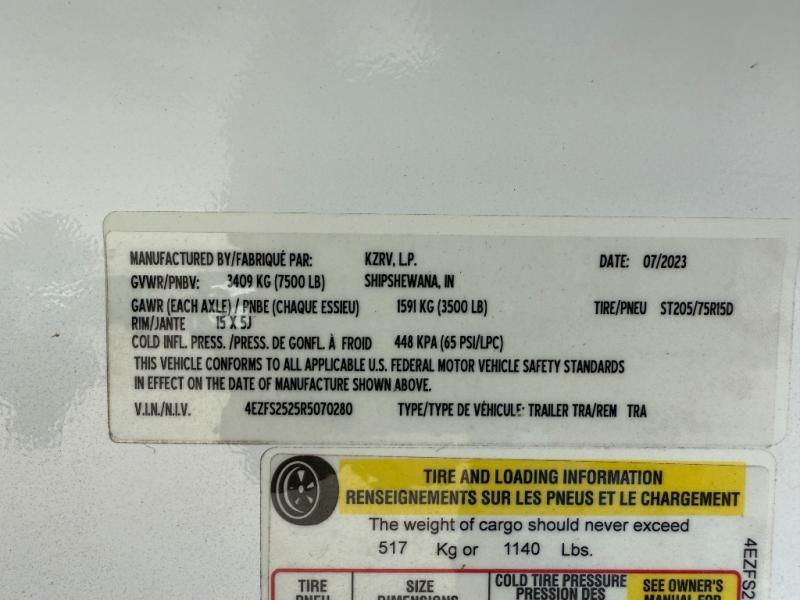 MANUFACTURED BY/FABRIQUÉ PAR: KZRV, L.P. DATE: 07/2023
GVWR/PNBV: 3409 KG (7500 LB) SHIPSHEWANA, IN
GAWR (EACH AXLE) / PNBE (CHAQUE ESSIEU) 1591 KG (3500 LB) TIRE/PNEU ST205/75R15D
RIM/JANTE 15 X 5J
COLD INFL. PRESS. /PRESS. DE GONFL. À FROID 448 KPA (65 PSI/LPC)
THIS VEHICLE CONFORMS TO ALL APPLICABLE U.S. FEDERAL MOTOR VEHICLE SAFETY STANDARDS
IN EFFECT ON THE DATE OF MANUFACTURE SHOWN ABOVE.
V.I.N./N.I.V. 4EZFS2525R5070280 TYPE/TYPE DE VÉHICULE: TRAILER TRA/REM TRA
TIRE AND LOADING INFORMATION
RENSEIGNEMENTS SUR LES PNEUS ET LE CHARGEMENT
The weight of cargo should never exceed
517 Kg or 1140 Lbs.
TIRE SIZE COLD TIRE PRESSURE SEE OWNER'S
PNEU DIMENSIONS PRESSION DES MANUAL FOR
4EZFS2